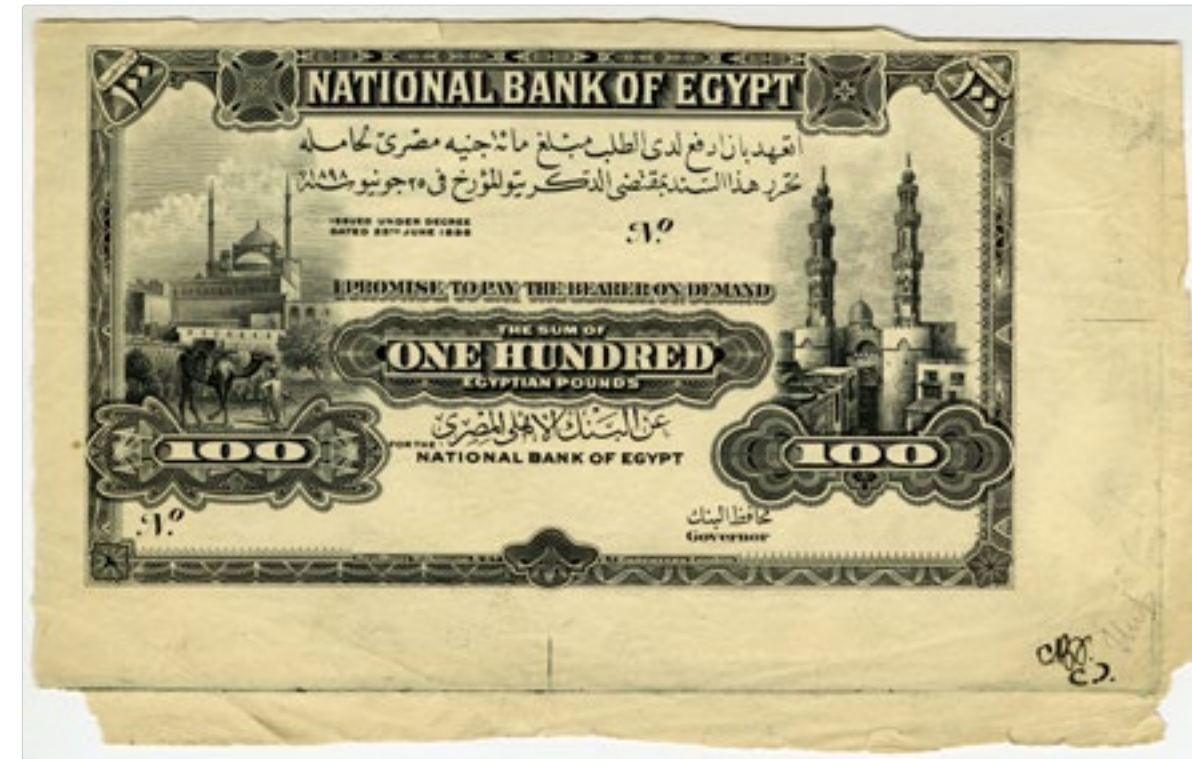 ١٠٠ NATIONAL BANK OF EGYPT ١٠٠
اتعهد بان ادفع لدى الطلب مبلغ مائة جنيه مصرى لحامله
تحرر هذا السند بمقتضى الدكريتو المؤرخ فى ٢٥ جونيو سنة ١٨٩٨
ISSUED UNDER DECREE
DATED 25TH JUNE 1898
Nº
I PROMISE TO PAY THE BEARER ON DEMAND
THE SUM OF
ONE HUNDRED
EGYPTIAN POUNDS
عن البنك الاهلى المصرى
100 FOR THE 100
NATIONAL BANK OF EGYPT
Nº
محافظ البنك
Governor